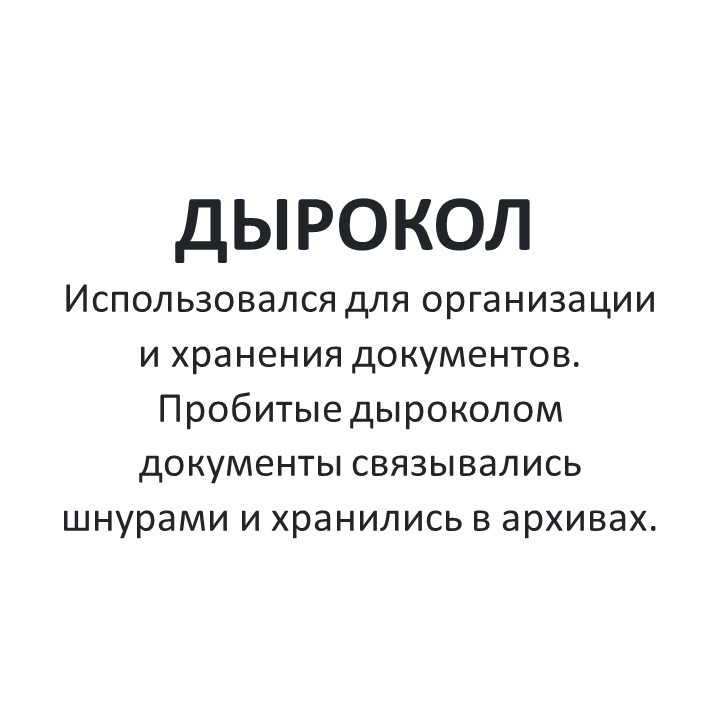 ДЫРОКОЛ
Использовался для организации
и хранения документов.
Пробитые дыроколом
документы связывались
шнурами и хранились в архивах.